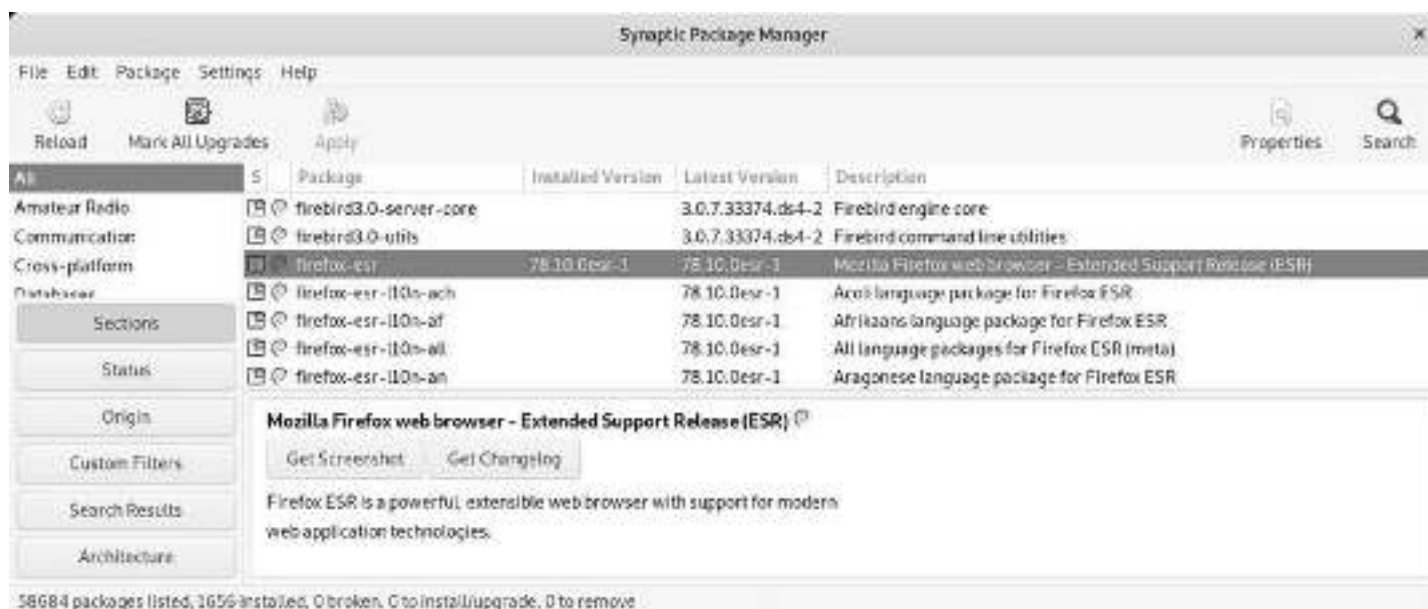 Synaptic Package Manager
File Edit Package Settings Help
Reload Mark All Upgrades Apply Properties Search
All S Package Installed Version Latest Version Description
Amateur Radio firebird3.0-server-core 3.0.7.33374.ds4-2 Firebird engine core
Communication firebird3.0-utils 3.0.7.33374.ds4-2 Firebird command line utilities
Cross-platform firefox-esr 78.10.0esr-1 78.10.0esr-1 Mozilla Firefox web browser - Extended Support Release (ESR)
Databases firefox-esr-l10n-ach 78.10.0esr-1 Acoli language package for Firefox ESR
Sections firefox-esr-l10n-af 78.10.0esr-1 Afrikaans language package for Firefox ESR
firefox-esr-l10n-all 78.10.0esr-1 All language packages for Firefox ESR (meta)
Status firefox-esr-l10n-an 78.10.0esr-1 Aragonese language package for Firefox ESR
Origin Mozilla Firefox web browser - Extended Support Release (ESR)
Custom Filters Get Screenshot Get Changelog
Search Results Firefox ESR is a powerful, extensible web browser with support for modern
web application technologies.
Architecture
58684 packages listed, 1656 installed, 0 broken. 0 to install/upgrade, 0 to remove